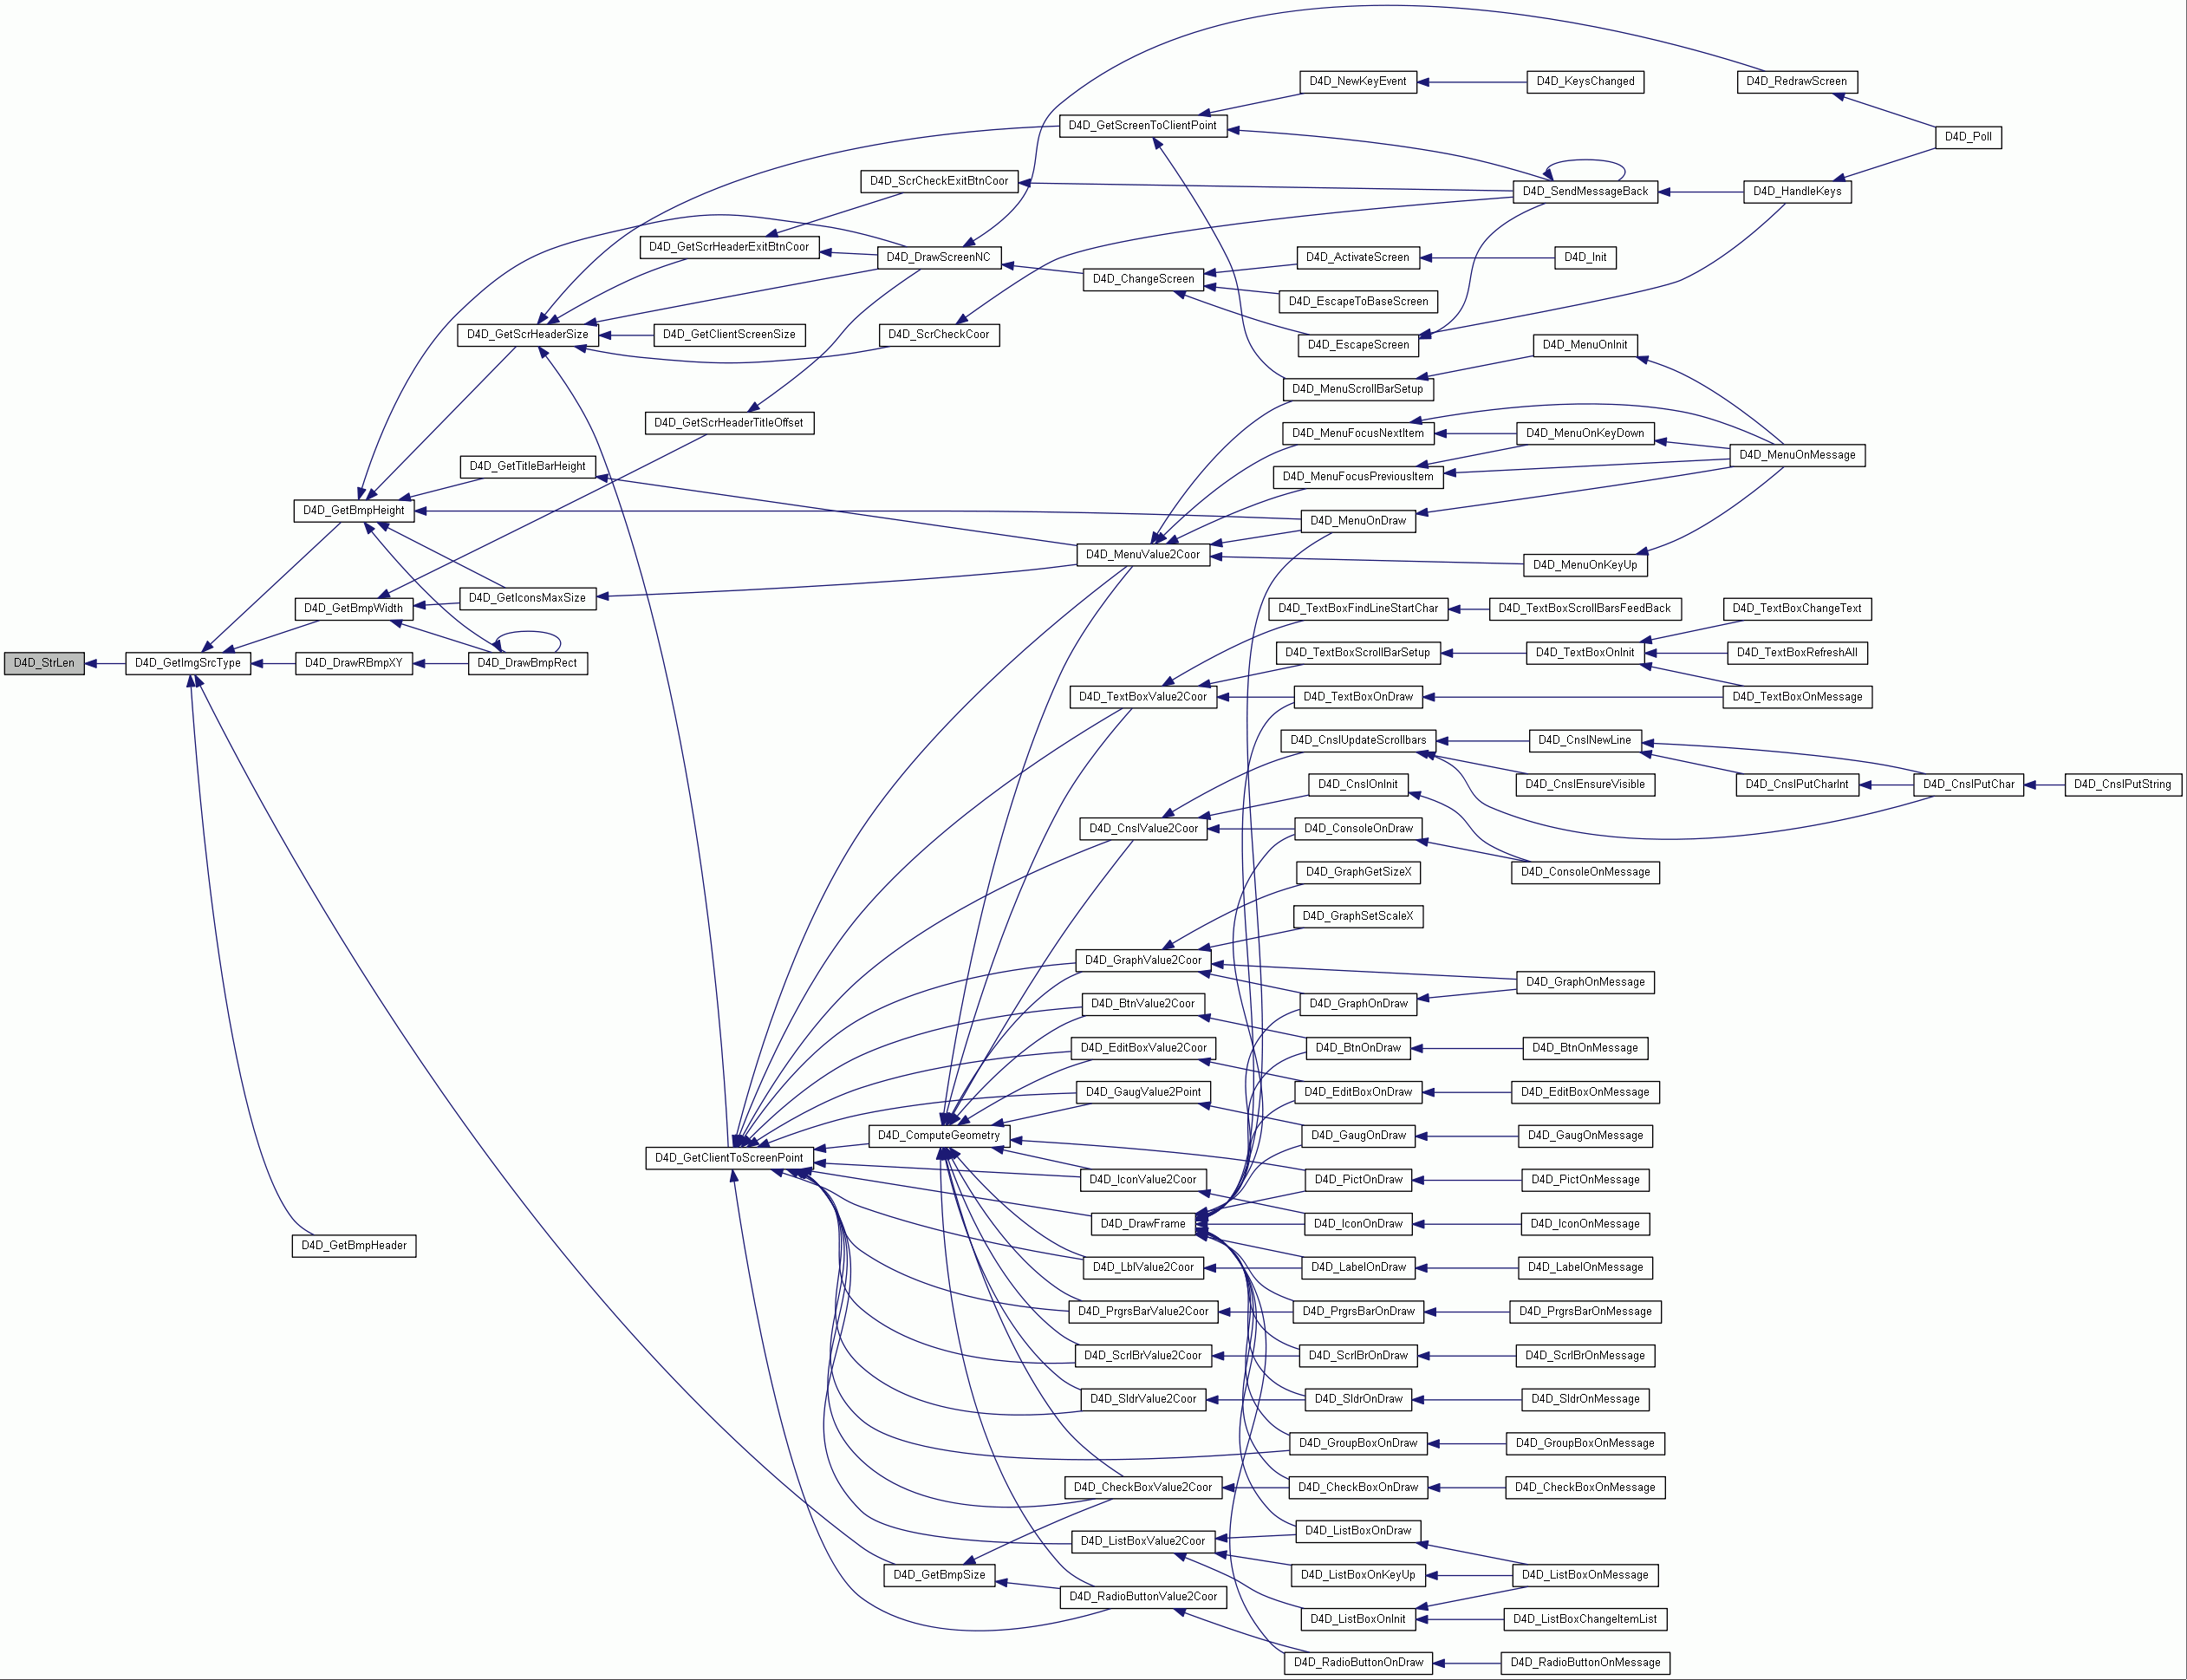 D4D_StrLen
D4D_GetImgSrcType
D4D_GetBmpHeight
D4D_GetBmpWidth
D4D_DrawRBmpXY
D4D_GetBmpHeader
D4D_GetScrHeaderSize
D4D_GetTitleBarHeight
D4D_GetIconsMaxSize
D4D_DrawBmpRect
D4D_GetScrHeaderExitBtnCoor
D4D_GetClientScreenSize
D4D_GetScrHeaderTitleOffset
D4D_GetClientToScreenPoint
D4D_ScrCheckExitBtnCoor
D4D_DrawScreenNC
D4D_ScrCheckCoor
D4D_ComputeGeometry
D4D_GetBmpSize
D4D_GetScreenToClientPoint
D4D_ChangeScreen
D4D_MenuValue2Coor
D4D_TextBoxValue2Coor
D4D_CnslValue2Coor
D4D_GraphValue2Coor
D4D_BtnValue2Coor
D4D_EditBoxValue2Coor
D4D_GaugValue2Point
D4D_IconValue2Coor
D4D_DrawFrame
D4D_LblValue2Coor
D4D_PrgrsBarValue2Coor
D4D_ScrlBrValue2Coor
D4D_SldrValue2Coor
D4D_CheckBoxValue2Coor
D4D_ListBoxValue2Coor
D4D_RadioButtonValue2Coor
D4D_NewKeyEvent
D4D_ActivateScreen
D4D_EscapeToBaseScreen
D4D_EscapeScreen
D4D_MenuScrollBarSetup
D4D_MenuFocusNextItem
D4D_MenuFocusPreviousItem
D4D_MenuOnDraw
D4D_TextBoxFindLineStartChar
D4D_TextBoxScrollBarSetup
D4D_TextBoxOnDraw
D4D_CnslUpdateScrollbars
D4D_CnslOnInit
D4D_ConsoleOnDraw
D4D_GraphGetSizeX
D4D_GraphSetScaleX
D4D_GraphOnDraw
D4D_BtnOnDraw
D4D_EditBoxOnDraw
D4D_GaugOnDraw
D4D_PictOnDraw
D4D_IconOnDraw
D4D_LabelOnDraw
D4D_PrgrsBarOnDraw
D4D_ScrlBrOnDraw
D4D_SldrOnDraw
D4D_GroupBoxOnDraw
D4D_CheckBoxOnDraw
D4D_ListBoxOnDraw
D4D_ListBoxOnKeyUp
D4D_ListBoxOnInit
D4D_RadioButtonOnDraw
D4D_KeysChanged
D4D_SendMessageBack
D4D_Init
D4D_MenuOnInit
D4D_MenuOnKeyDown
D4D_MenuOnKeyUp
D4D_TextBoxScrollBarsFeedBack
D4D_TextBoxOnInit
D4D_CnslNewLine
D4D_CnslEnsureVisible
D4D_ConsoleOnMessage
D4D_GraphOnMessage
D4D_BtnOnMessage
D4D_EditBoxOnMessage
D4D_GaugOnMessage
D4D_PictOnMessage
D4D_IconOnMessage
D4D_LabelOnMessage
D4D_PrgrsBarOnMessage
D4D_ScrlBrOnMessage
D4D_SldrOnMessage
D4D_GroupBoxOnMessage
D4D_CheckBoxOnMessage
D4D_ListBoxOnMessage
D4D_ListBoxChangeItemList
D4D_RadioButtonOnMessage
D4D_RedrawScreen
D4D_HandleKeys
D4D_MenuOnMessage
D4D_TextBoxChangeText
D4D_TextBoxRefreshAll
D4D_TextBoxOnMessage
D4D_CnslPutCharInt
D4D_Poll
D4D_CnslPutChar
D4D_CnslPutString